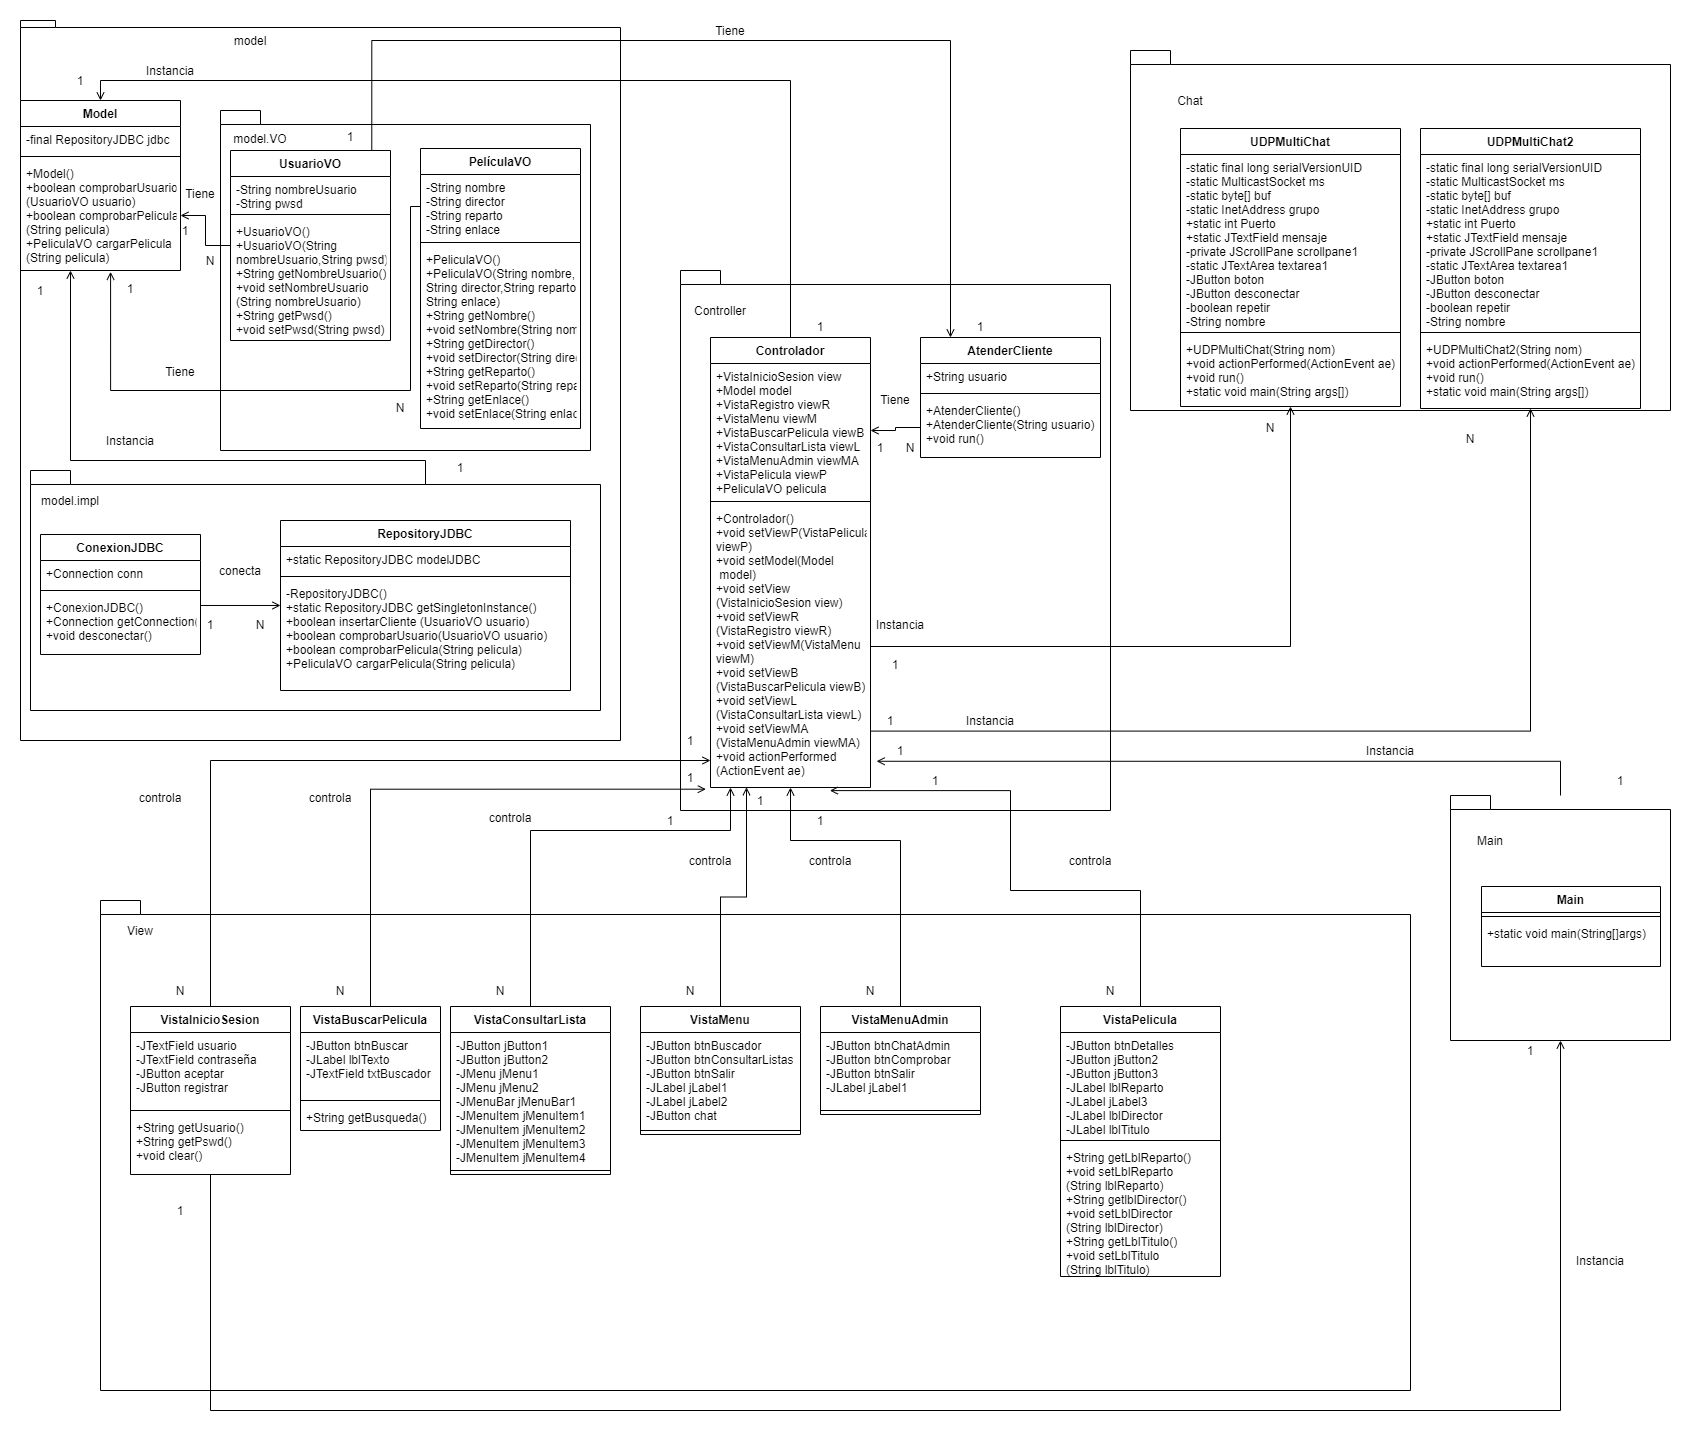 model
Tiene
Instancia
1
Model
-final RepositoryJDBC jdbc
+Model()
+boolean comprobarUsuario
(UsuarioVO usuario)
+boolean comprobarPelicula
(String pelicula)
+PeliculaVO cargarPelicula
(String pelicula)
Tiene
1
N
model.VO
1
UsuarioVO
-String nombreUsuario
-String pwsd
+UsuarioVO()
+UsuarioVO(String
nombreUsuario,String pwsd)
+String getNombreUsuario()
+void setNombreUsuario
(String nombreUsuario)
+String getPwsd()
+void setPwsd(String pwsd)
PelículaVO
-String nombre
-String director
-String reparto
-String enlace
+PeliculaVO()
+PeliculaVO(String nombre,
String director,String reparto
String enlace)
+String getNombre()
+void setNombre(String nom
+String getDirector()
+void setDirector(String dire
+String getReparto()
+void setReparto(String repa
+String getEnlace()
+void setEnlace(String enlac
1
1
Tiene
N
Instancia
1
model.impl
ConexionJDBC
+Connection conn
+ConexionJDBC()
+Connection getConnection(
+void desconectar()
conecta
1
N
RepositoryJDBC
+static RepositoryJDBC modelJDBC
-RepositoryJDBC()
+static RepositoryJDBC getSingletonInstance()
+boolean insertarCliente (UsuarioVO usuario)
+boolean comprobarUsuario(UsuarioVO usuario)
+boolean comprobarPelicula(String pelicula)
+PeliculaVO cargarPelicula(String pelicula)
Controller
1
1
Controlador
+VistaInicioSesion view
+Model model
+VistaRegistro viewR
+VistaMenu viewM
+VistaBuscarPelicula viewB
+VistaConsultarLista viewL
+VistaMenuAdmin viewMA
+VistaPelicula viewP
+PeliculaVO pelicula
+Controlador()
+void setViewP(VistaPelicula
viewP)
+void setModel(Model
model)
+void setView
(VistaInicioSesion view)
+void setViewR
(VistaRegistro viewR)
+void setViewM(VistaMenu
viewM)
+void setViewB
(VistaBuscarPelicula viewB)
+void setViewL
(VistaConsultarLista viewL)
+void setViewMA
(VistaMenuAdmin viewMA)
+void actionPerformed
(ActionEvent ae)
AtenderCliente
+String usuario
+AtenderCliente()
+AtenderCliente(String usuario)
+void run()
Tiene
1
N
Chat
UDPMultiChat
-static final long serialVersionUID
-static MulticastSocket ms
-static byte[] buf
-static InetAddress grupo
+static int Puerto
+static JTextField mensaje
-private JScrollPane scrollpane1
-static JTextArea textarea1
-JButton boton
-JButton desconectar
-boolean repetir
-String nombre
+UDPMultiChat(String nom)
+void actionPerformed(ActionEvent ae)
+void run()
+static void main(String args[])
UDPMultiChat2
-static final long serialVersionUID
-static MulticastSocket ms
-static byte[] buf
-static InetAddress grupo
+static int Puerto
+static JTextField mensaje
-private JScrollPane scrollpane1
-static JTextArea textarea1
-JButton boton
-JButton desconectar
-boolean repetir
-String nombre
+UDPMultiChat2(String nom)
+void actionPerformed(ActionEvent ae)
+void run()
+static void main(String args[])
N
N
Instancia
1
1
Instancia
1
Instancia
1
1
1
1
controla
controla
controla
1
1
1
controla
controla
controla
Main
Main
+static void main(String[]args)
1
Instancia
View
N
N
N
N
N
N
VistaInicioSesion
-JTextField usuario
-JTextField contraseña
-JButton aceptar
-JButton registrar
+String getUsuario()
+String getPswd()
+void clear()
1
VistaBuscarPelicula
-JButton btnBuscar
-JLabel lblTexto
-JTextField txtBuscador
+String getBusqueda()
VistaConsultarLista
-JButton jButton1
-JButton jButton2
-JMenu jMenu1
-JMenu jMenu2
-JMenuBar jMenuBar1
-JMenuItem jMenuItem1
-JMenuItem jMenuItem2
-JMenuItem jMenuItem3
-JMenuItem jMenuItem4
VistaMenu
-JButton btnBuscador
-JButton btnConsultarListas
-JButton btnSalir
-JLabel jLabel1
-JLabel jLabel2
-JButton chat
VistaMenuAdmin
-JButton btnChatAdmin
-JButton btnComprobar
-JButton btnSalir
-JLabel jLabel1
VistaPelicula
-JButton btnDetalles
-JButton jButton2
-JButton jButton3
-JLabel lblReparto
-JLabel jLabel3
-JLabel lblDirector
-JLabel lblTitulo
+String getLblReparto()
+void setLblReparto
(String lblReparto)
+String getlblDirector()
+void setLblDirector
(String lblDirector)
+String getLblTitulo()
+void setLblTitulo
(String lblTitulo)